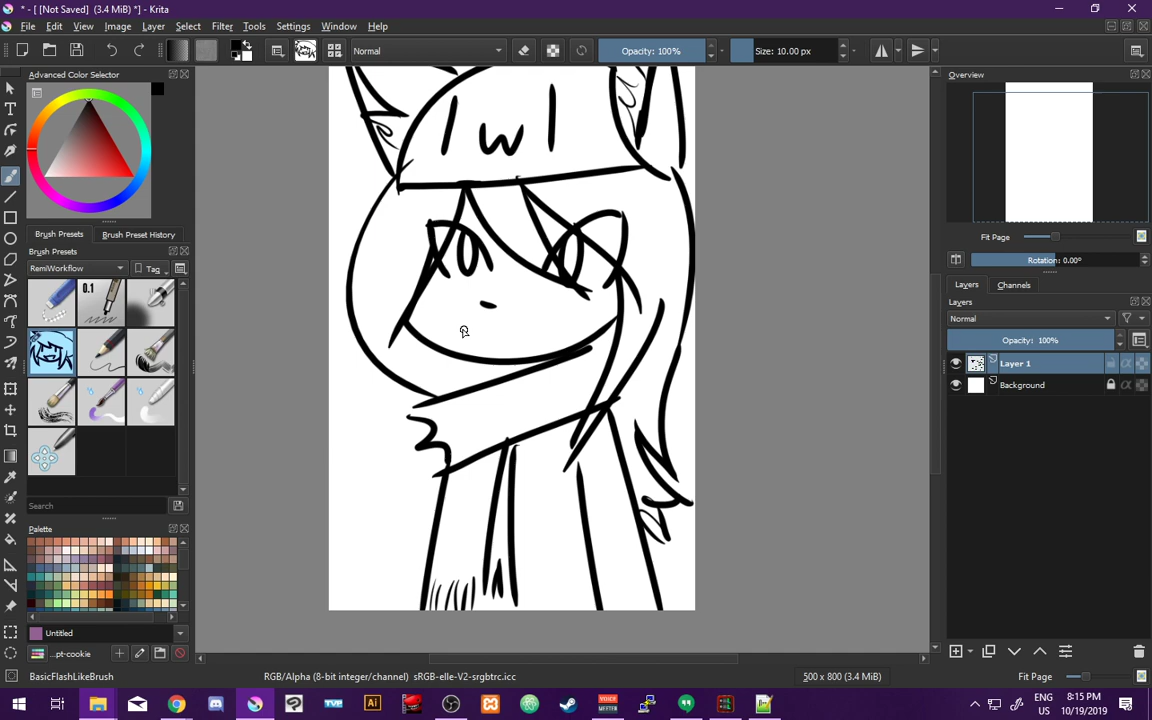 * - [ [Not Saved]  (3.4 MiB) *] - Krita
File Edit View Image Layer Select Filter Tools Settings Window Help
Normal Opacity: 100% Size: 10.00 px
Advanced Color Selector
Overview
I w I
Fit Page
Rotation: 0.00°
Brush Presets Brush Preset History
Brush Presets
RemiWorkflow Tag
0.1
Layers Channels
Layers
Normal
Opacity: 100%
Layer 1
Background
Search
Palette
Untitled
...pt-cookie
BasicFlashLikeBrush
RGB/Alpha (8-bit integer/channel) sRGB-elle-V2-srgbtrc.icc
500 x 800 (3.4 MiB)
Fit Page
TVP Ai VOICE MEETER
ENG
US
8:15 PM
10/19/2019